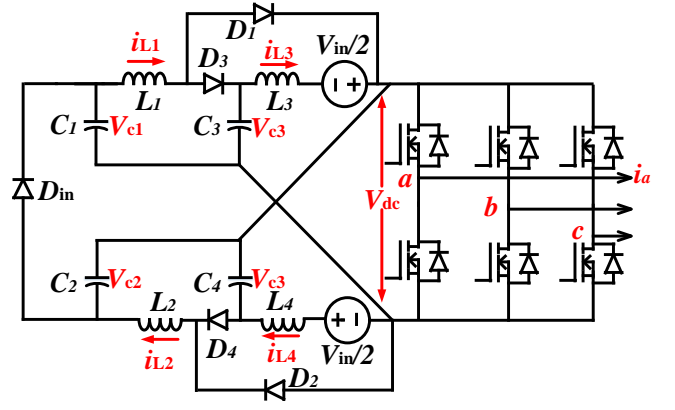 D1
iL1
D3
iL3
Vin/2
L1
L3
C1
Vc1
C3
Vc3
Din
Vdc
a
ia
b
c
C2
Vc2
C4
Vc3
L2
L4
iL2
D4
iL4
Vin/2
D2